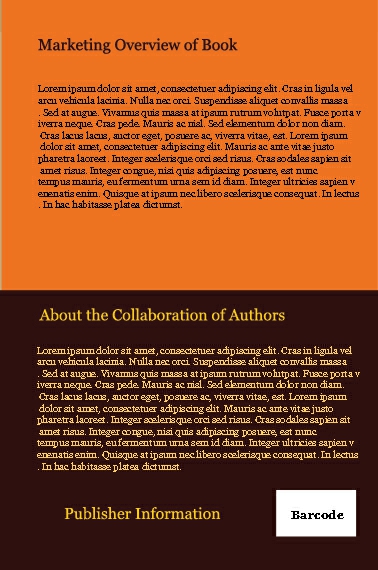 Marketing Overview of Book
Lorem ipsum dolor sit amet, consectetuer adipiscing elit. Cras in ligula vel
arcu vehicula lacinia. Nulla nec orci. Suspendisse aliquet convallis massa
. Sed at augue. Vivamus quis massa at ipsum rutrum volutpat. Fusce porta v
iverra neque. Cras pede. Mauris ac nisl. Sed elementum dolor non diam.
Cras lacus lacus, auctor eget, posuere ac, viverra vitae, est. Lorem ipsum
dolor sit amet, consectetuer adipiscing elit. Mauris ac ante vitae justo
pharetra laoreet. Integer scelerisque orci sed risus. Cras sodales sapien sit
amet risus. Integer congue, nisi quis adipiscing posuere, est nunc
tempus mauris, eu fermentum urna sem id diam. Integer ultricies sapien v
enenatis enim. Quisque at ipsum nec libero consequat. In lectus
. In hac habitasse platea dictumst.
About the Collaboration of Authors
Lorem ipsum dolor sit amet, consectetuer adipiscing elit. Cras in ligula vel
arcu vehicula lacinia. Nulla nec orci. Suspendisse aliquet convallis massa
. Sed at augue. Vivamus quis massa at ipsum rutrum volutpat. Fusce porta v
iverra neque. Cras pede. Mauris ac nisl. Sed elementum dolor non diam.
Cras lacus lacus, auctor eget, posuere ac, viverra vitae, est. Lorem ipsum
dolor sit amet, consectetuer adipiscing elit. Mauris ac ante vitae justo
pharetra laoreet. Integer scelerisque orci sed risus. Cras sodales sapien sit
amet risus. Integer congue, nisi quis adipiscing posuere, est nunc
tempus mauris, eu fermentum urna sem id diam. Integer ultricies sapien v
enenatis enim. Quisque at ipsum nec libero consequat. In lectus
. In hac habitasse platea dictumst.
Publisher Information
Barcode